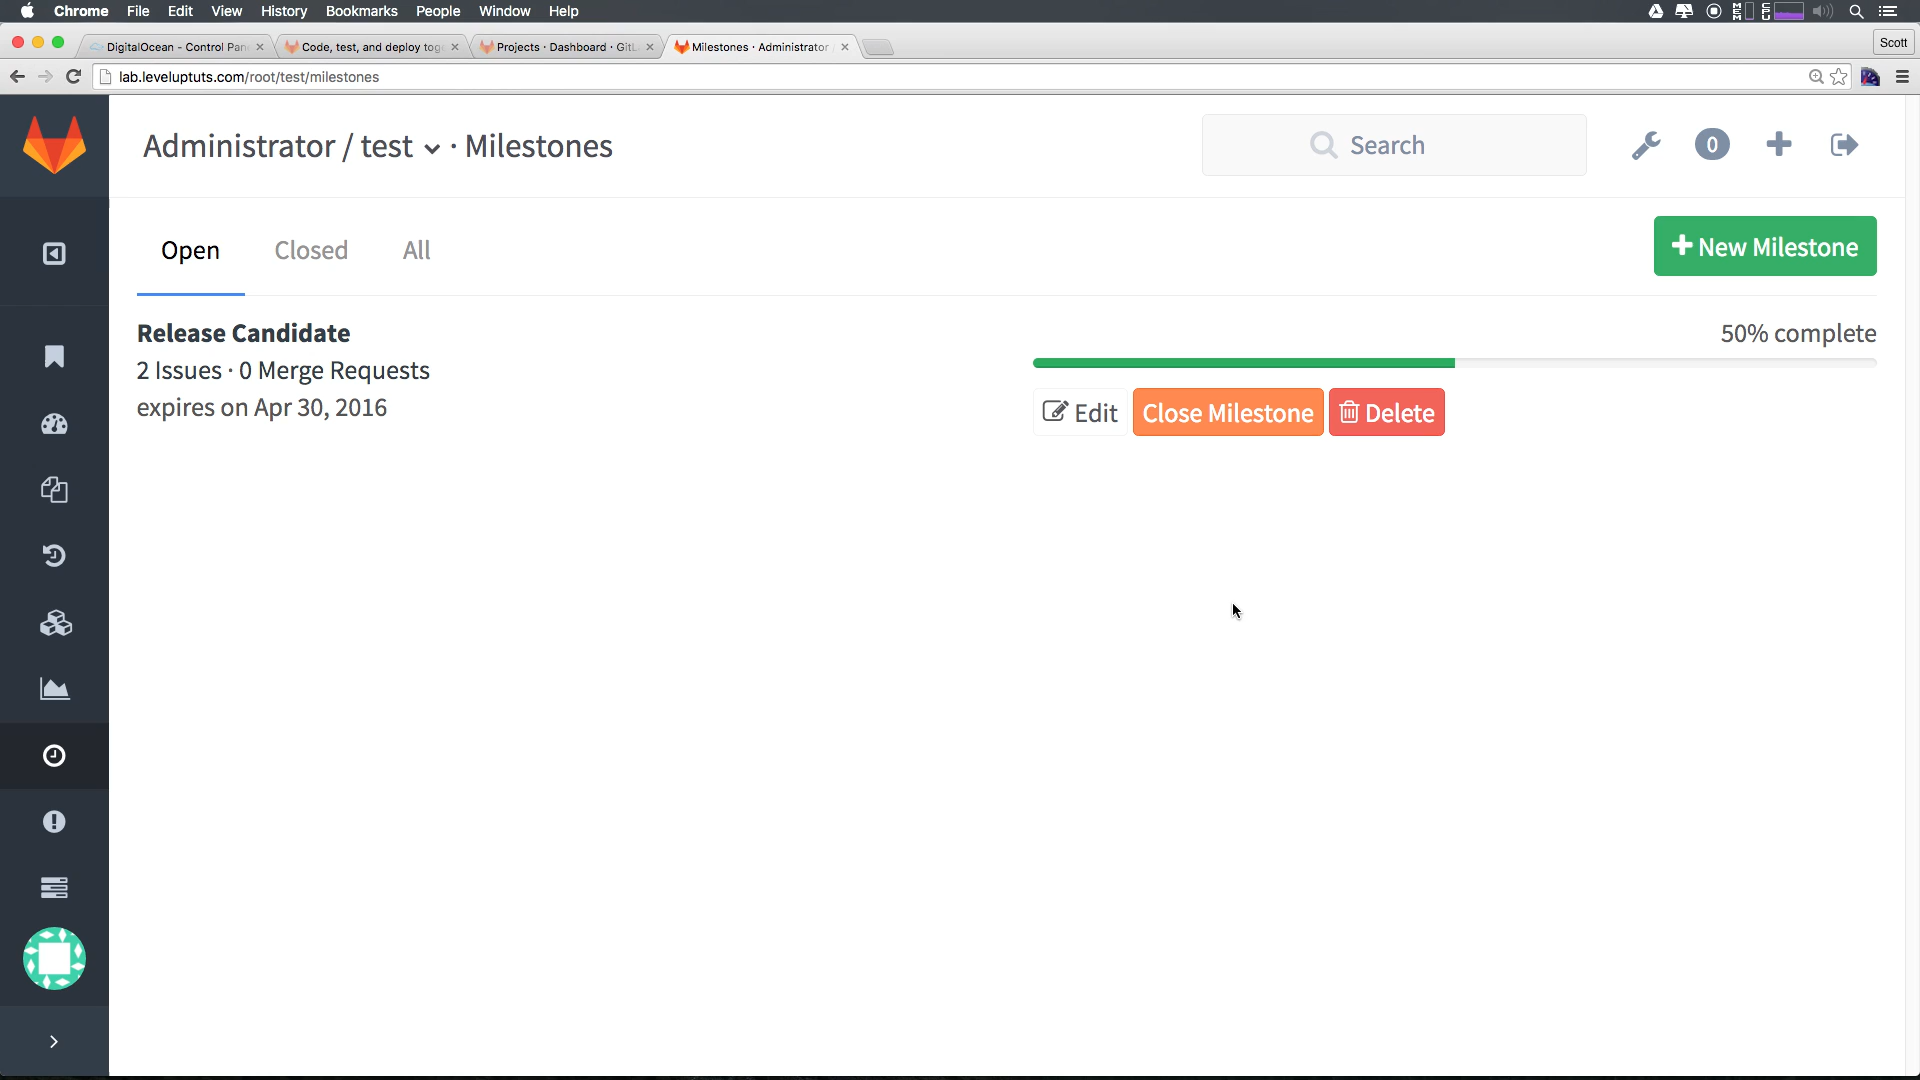 Chrome File Edit View History Bookmarks People Window Help
DigitalOcean - Control Pan
Code, test, and deploy tog
Projects · Dashboard · GitL
Milestones · Administrator
Scott
lab.leveluptuts.com/root/test/milestones
Administrator / test · Milestones
Search
0
Open
Closed
All
New Milestone
Release Candidate
50% complete
2 Issues · 0 Merge Requests
expires on Apr 30, 2016
Edit
Close Milestone
Delete